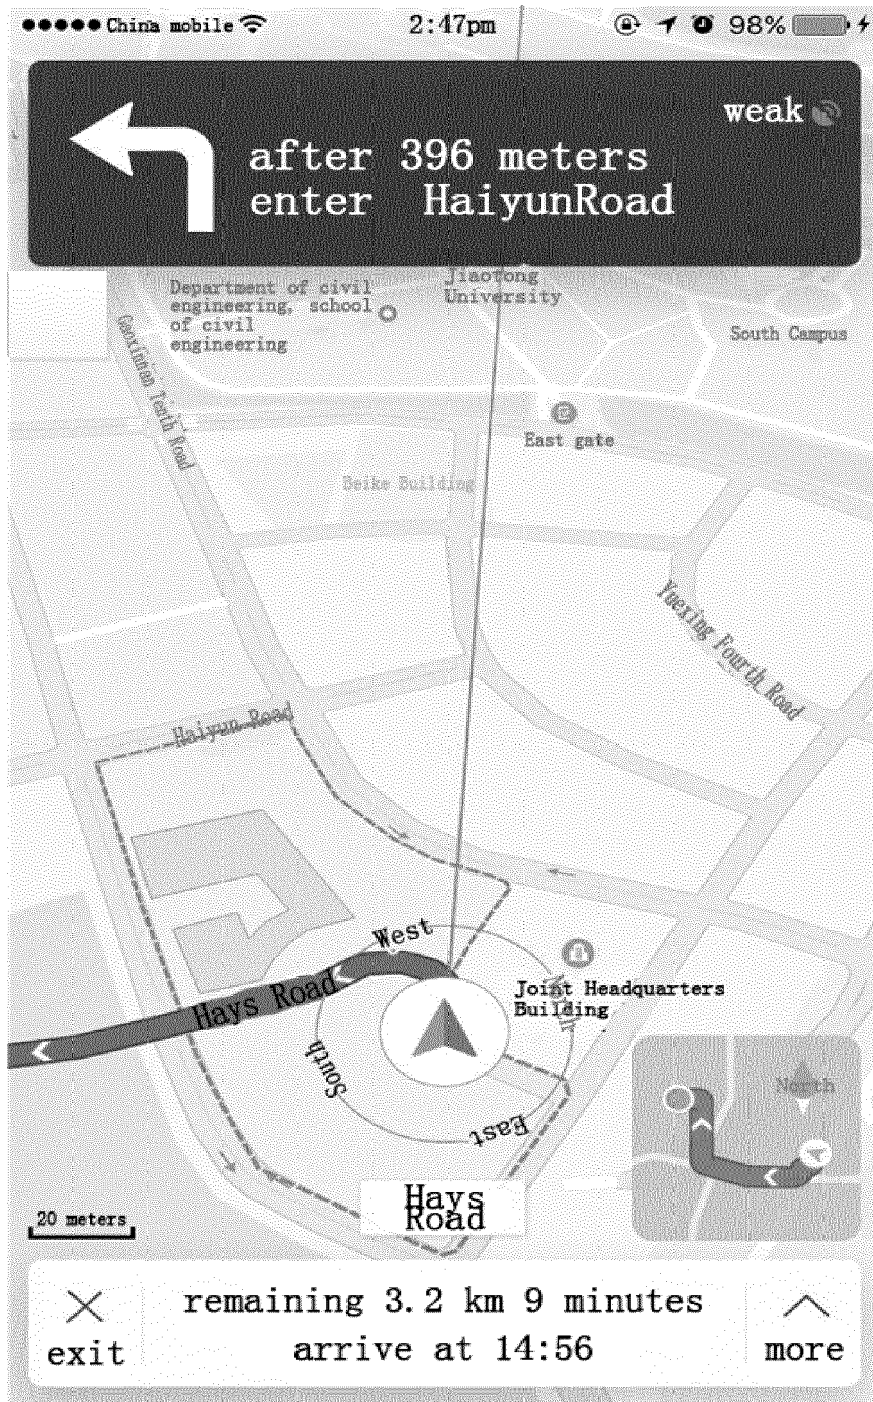 China mobile 2:47pm 98%
weak
after 396 meters
enter HaiyunRoad
Department of civil
engineering, school
of civil
engineering
Jiaotong
University
South Campus
Gaoxinnan Tenth Road
East gate
Beike Building
Yuexing Fourth Road
Haiyun Road
West
Joint Headquarters
Building
North
Hays Road
South
East
North
Hays
Road
20 meters
remaining 3.2 km 9 minutes
exit
arrive at 14:56
more